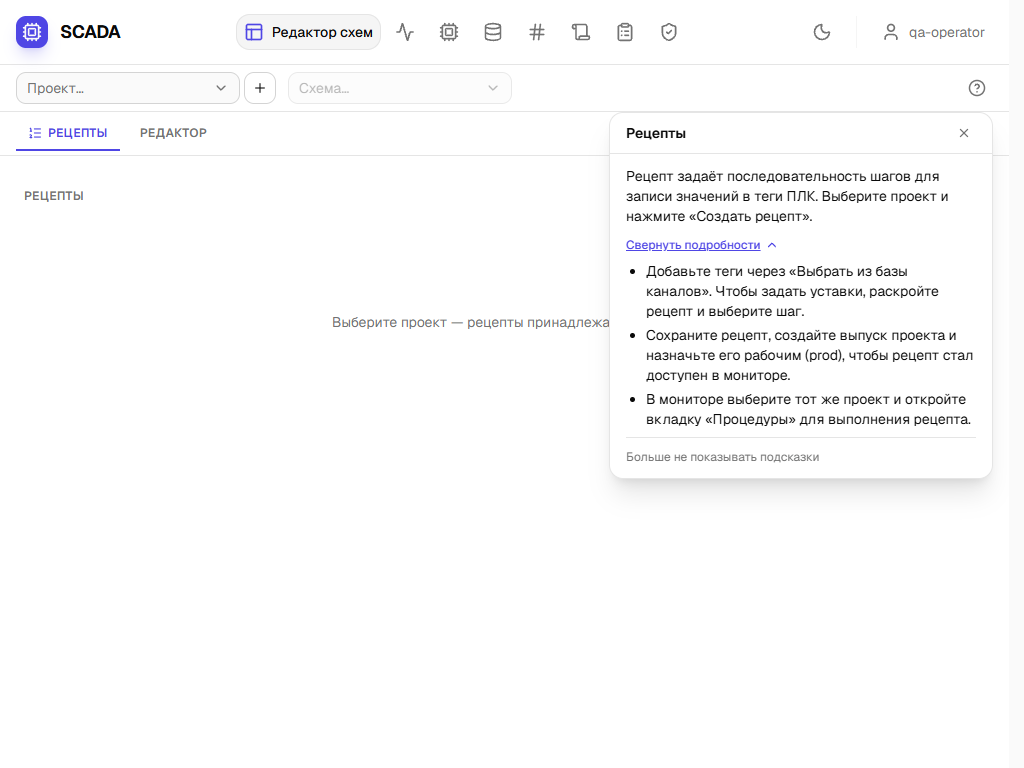 SCADA
Редактор схем
qa-operator
Проект...
Схема...
РЕЦЕПТЫ
РЕДАКТОР
РЕЦЕПТЫ
Выберите проект — рецепты принадлежа
Рецепты
Рецепт задаёт последовательность шагов для
записи значений в теги ПЛК. Выберите проект и
нажмите «Создать рецепт».
Свернуть подробности
Добавьте теги через «Выбрать из базы
каналов». Чтобы задать уставки, раскройте
рецепт и выберите шаг.
Сохраните рецепт, создайте выпуск проекта и
назначьте его рабочим (prod), чтобы рецепт стал
доступен в мониторе.
В мониторе выберите тот же проект и откройте
вкладку «Процедуры» для выполнения рецепта.
Больше не показывать подсказки